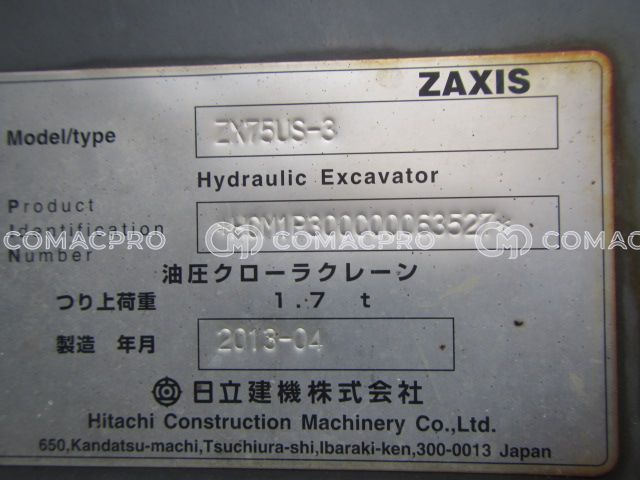 ZAXIS
Model/type ZX75US-3
Hydraulic Excavator
Product
Identification
Number
COMACPRO COMACPRO COMACPRO
油圧クローラクレーン
つり上荷重 1.7 t
製造 年月 2013-04
日立建機株式会社
Hitachi Construction Machinery Co.,Ltd.
650,Kandatsu-machi,Tsuchiura-shi,Ibaraki-ken,300-0013 Japan